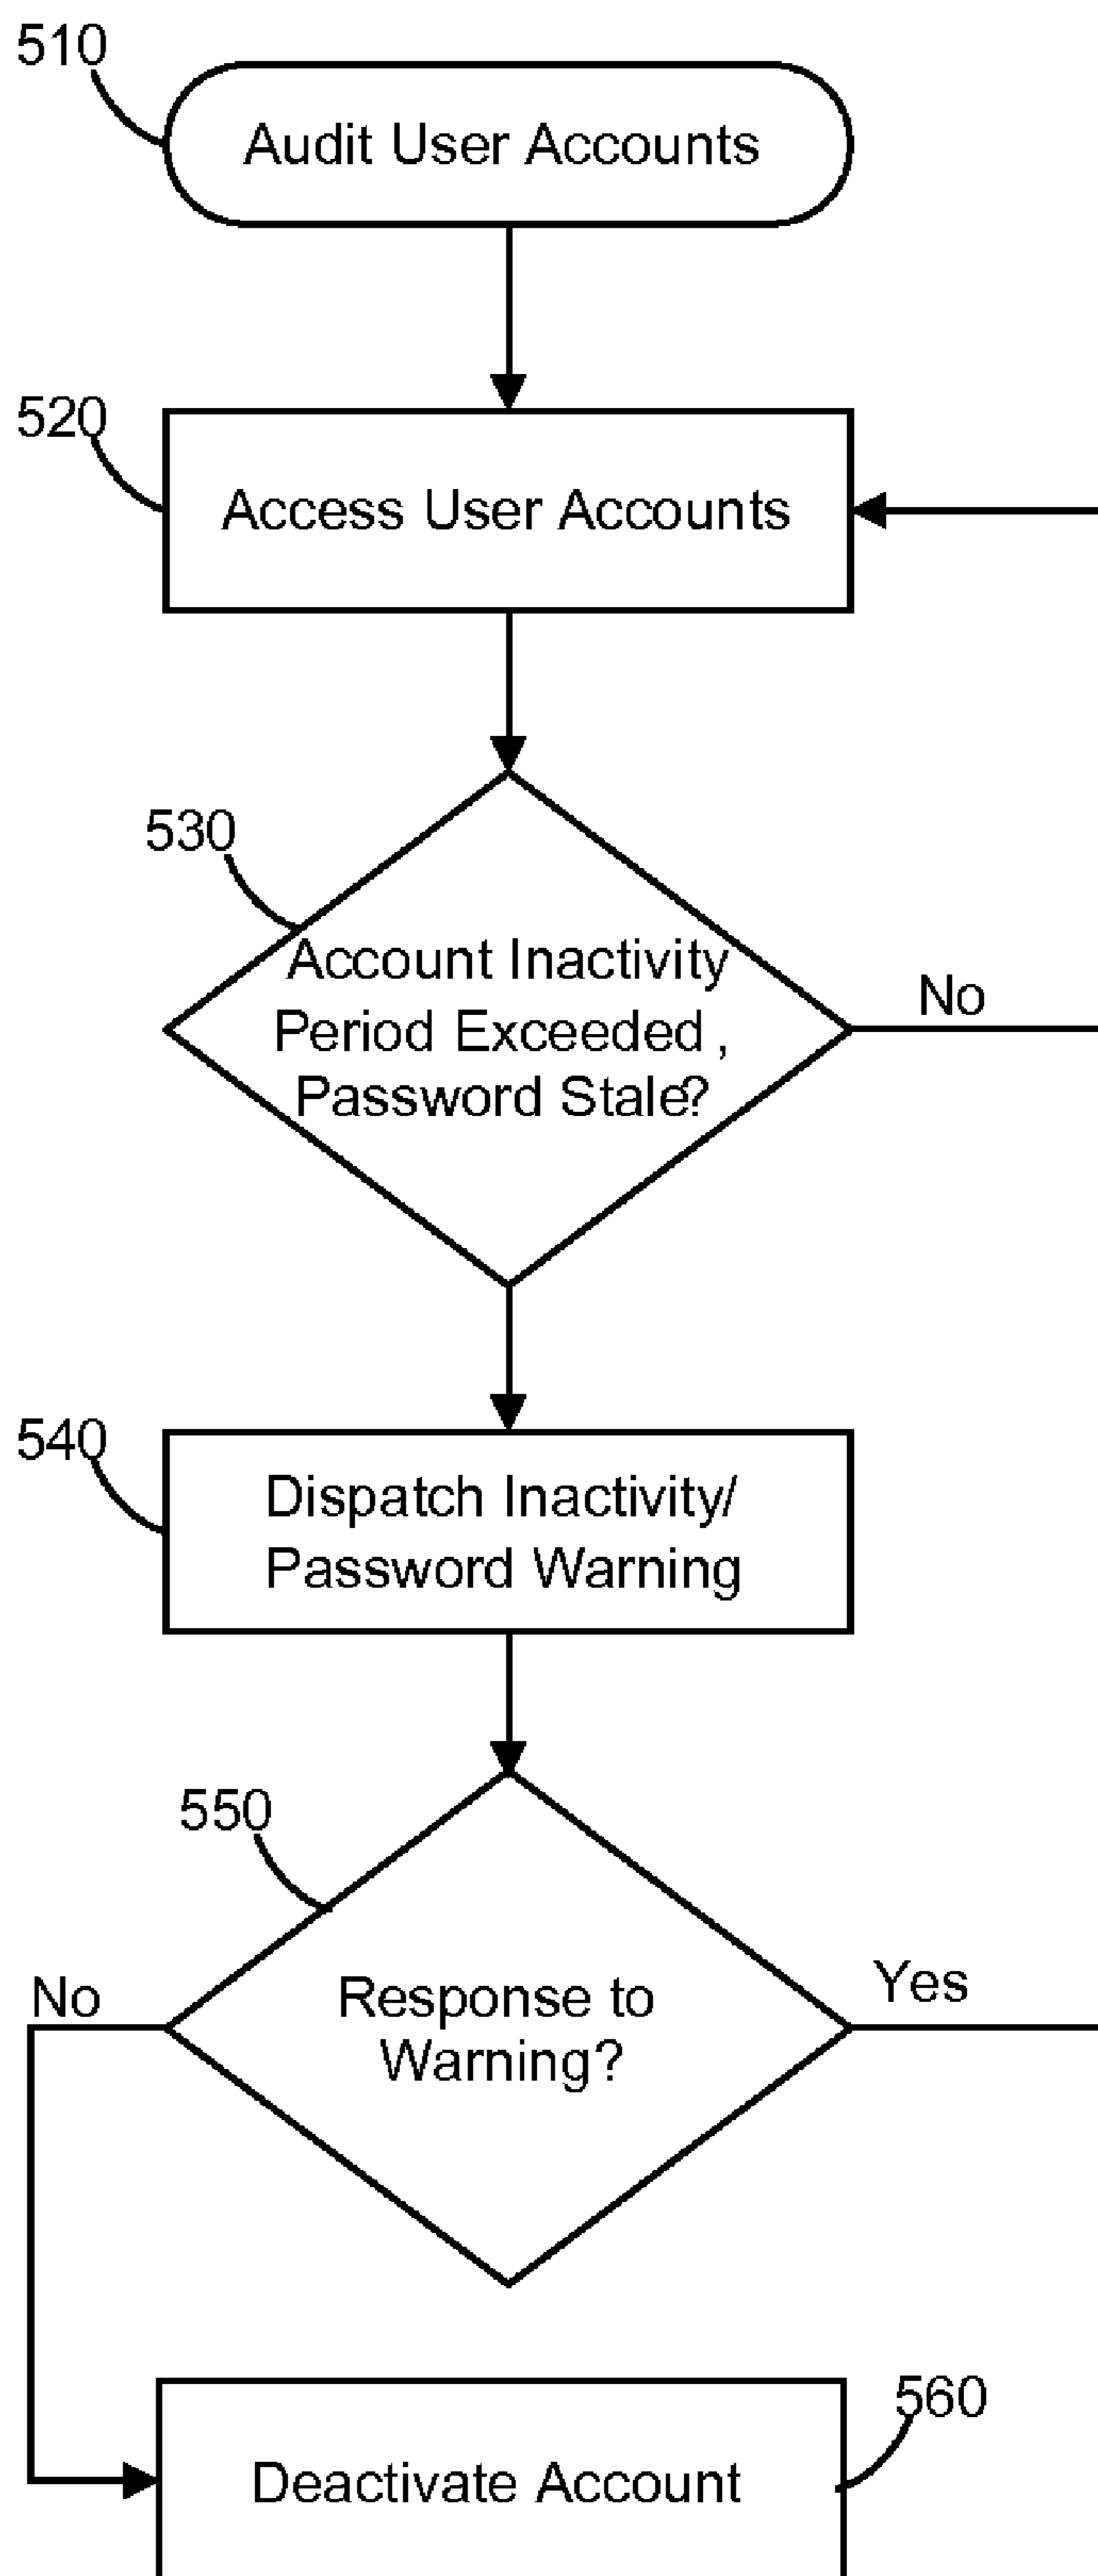 510
Audit User Accounts
520
Access User Accounts
530
Account Inactivity
Period Exceeded,
Password Stale?
No
540
Dispatch Inactivity/
Password Warning
550
No
Response to
Warning?
Yes
560
Deactivate Account